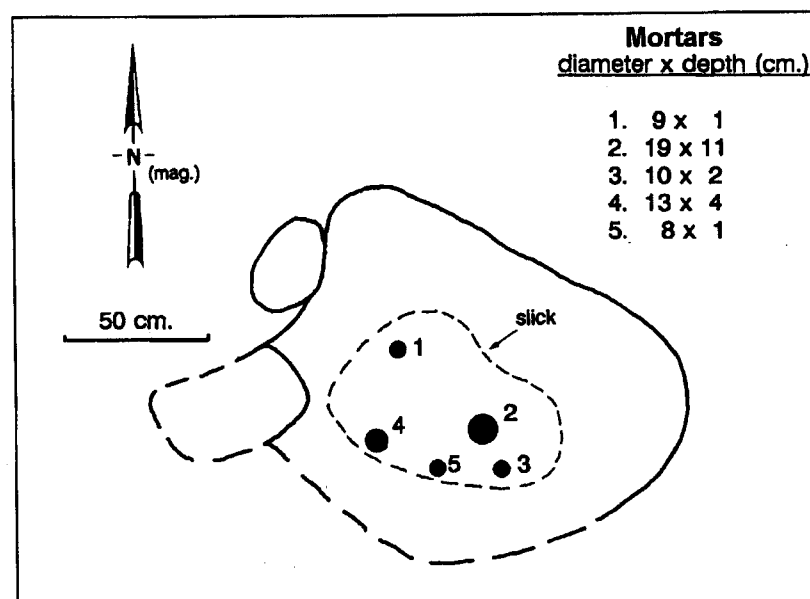 Mortars
diameter x depth (cm.)
1. 9 x 1
2. 19 x 11
3. 10 x 2
4. 13 x 4
5. 8 x 1
-N-
(mag.)
50 cm.
slick
1
2
4
5
3